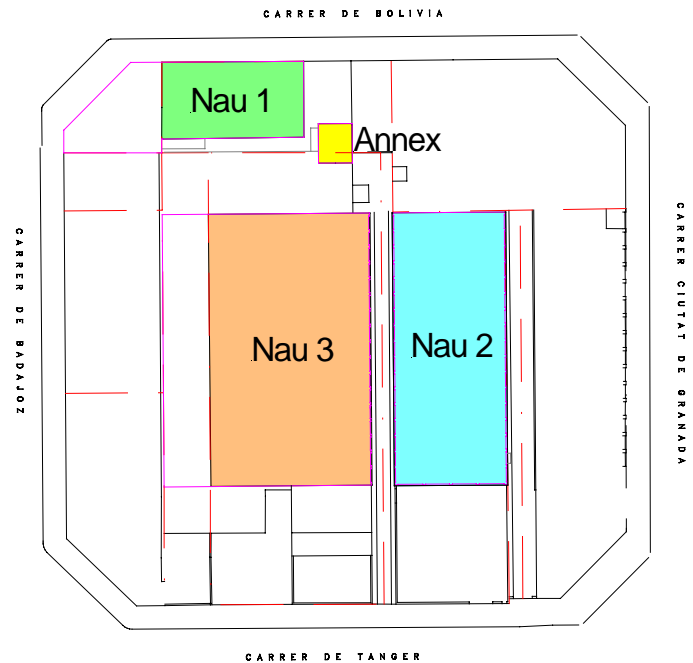 CARRER DE BOLIVIA
Nau 1
Annex
CARRER DE BADAJOZ
CARRER CIUTAT DE GRANADA
Nau 3
Nau 2
CARRER DE TANGER